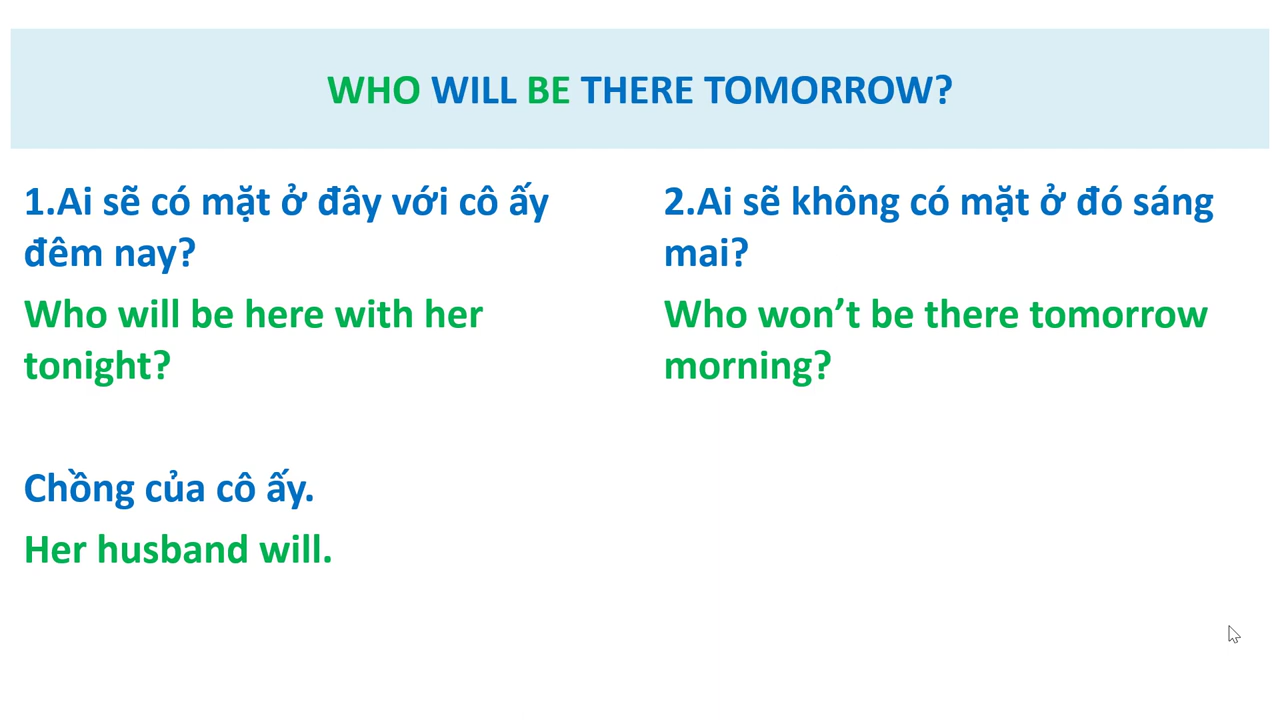 WHO WILL BE THERE TOMORROW?
1.Ai sẽ có mặt ở đây với cô ấy
đêm nay?
Who will be here with her
tonight?
Chồng của cô ấy.
Her husband will.
2.Ai sẽ không có mặt ở đó sáng
mai?
Who won’t be there tomorrow
morning?